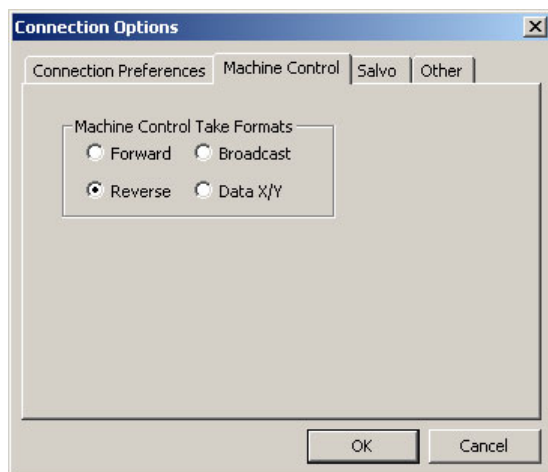 Connection Options
Connection Preferences Machine Control Salvo Other
Machine Control Take Formats
Forward Broadcast
Reverse Data X/Y
OK Cancel